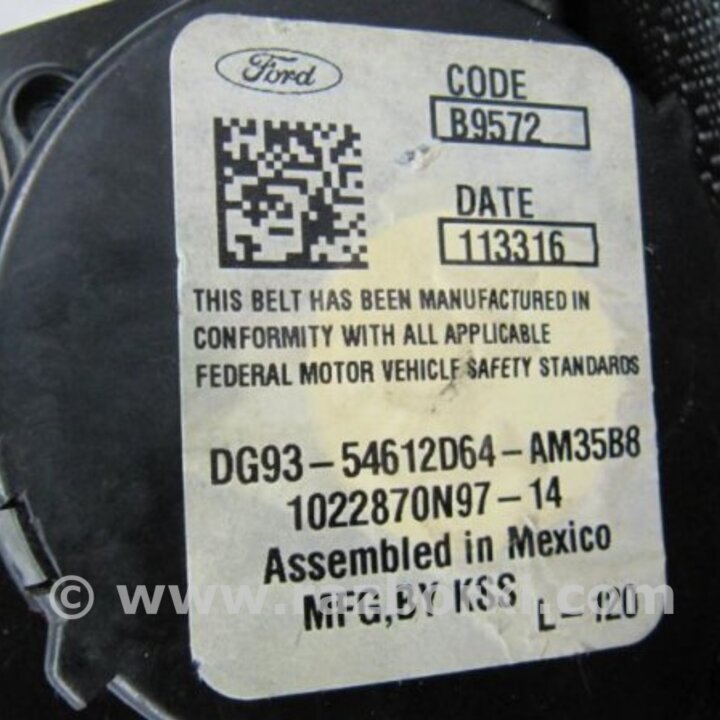 Ford
CODE
B9572
DATE
113316
THIS BELT HAS BEEN MANUFACTURED IN
CONFORMITY WITH ALL APPLICABLE
FEDERAL MOTOR VEHICLE SAFETY STANDARDS
DG93-54612D64-AM35B8
1022870N97-14
Assembled in Mexico
MFG,BY KSS L-120